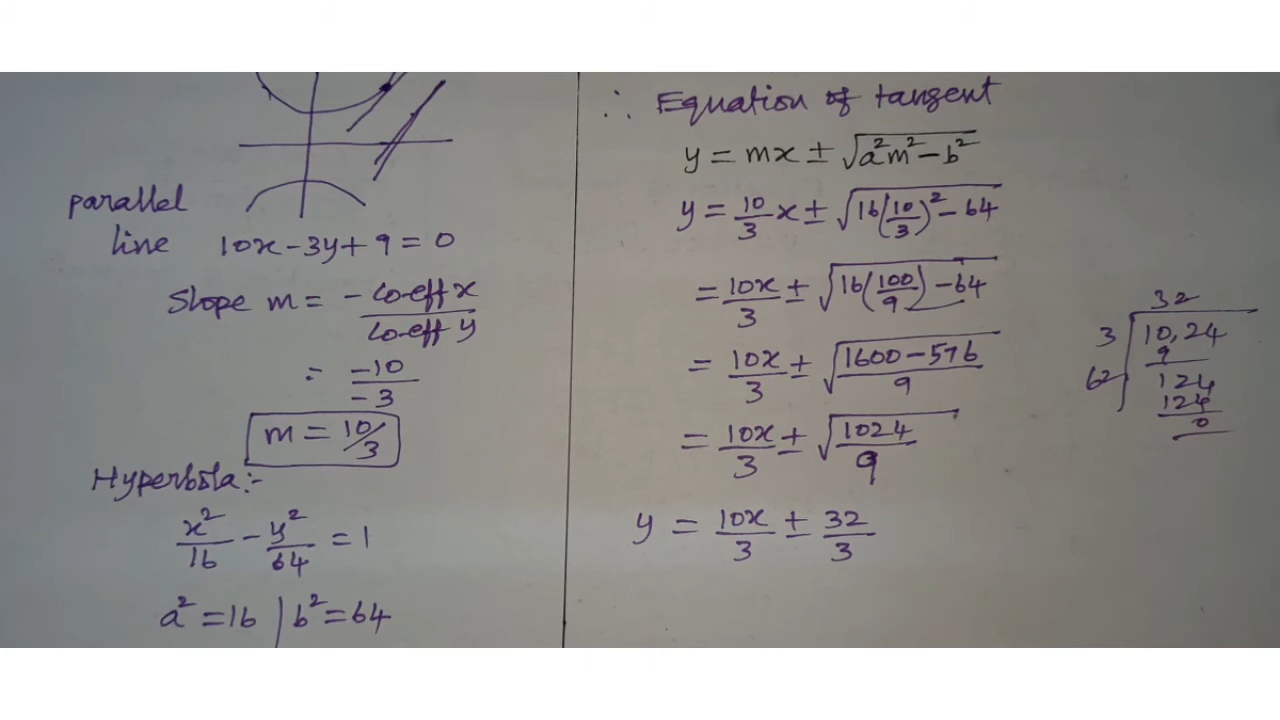 parallel
line 10x - 3y + 9 = 0
Slope m = - co-eff x / co-eff y
= -10 / -3
m = 10/3
Hyperbola:-
x²/16 - y²/64 = 1
a² = 16 | b² = 64
∴ Equation of tangent
y = mx ± √(a²m² - b²)
y = 10/3 x ± √(16(10/3)² - 64)
= 10x/3 ± √(16(100/9) - 64)
= 10x/3 ± √((1600 - 576)/9)
= 10x/3 ± √(1024/9)
y = 10x/3 ± 32/3
32
3 10,24
9
62 124
124
0